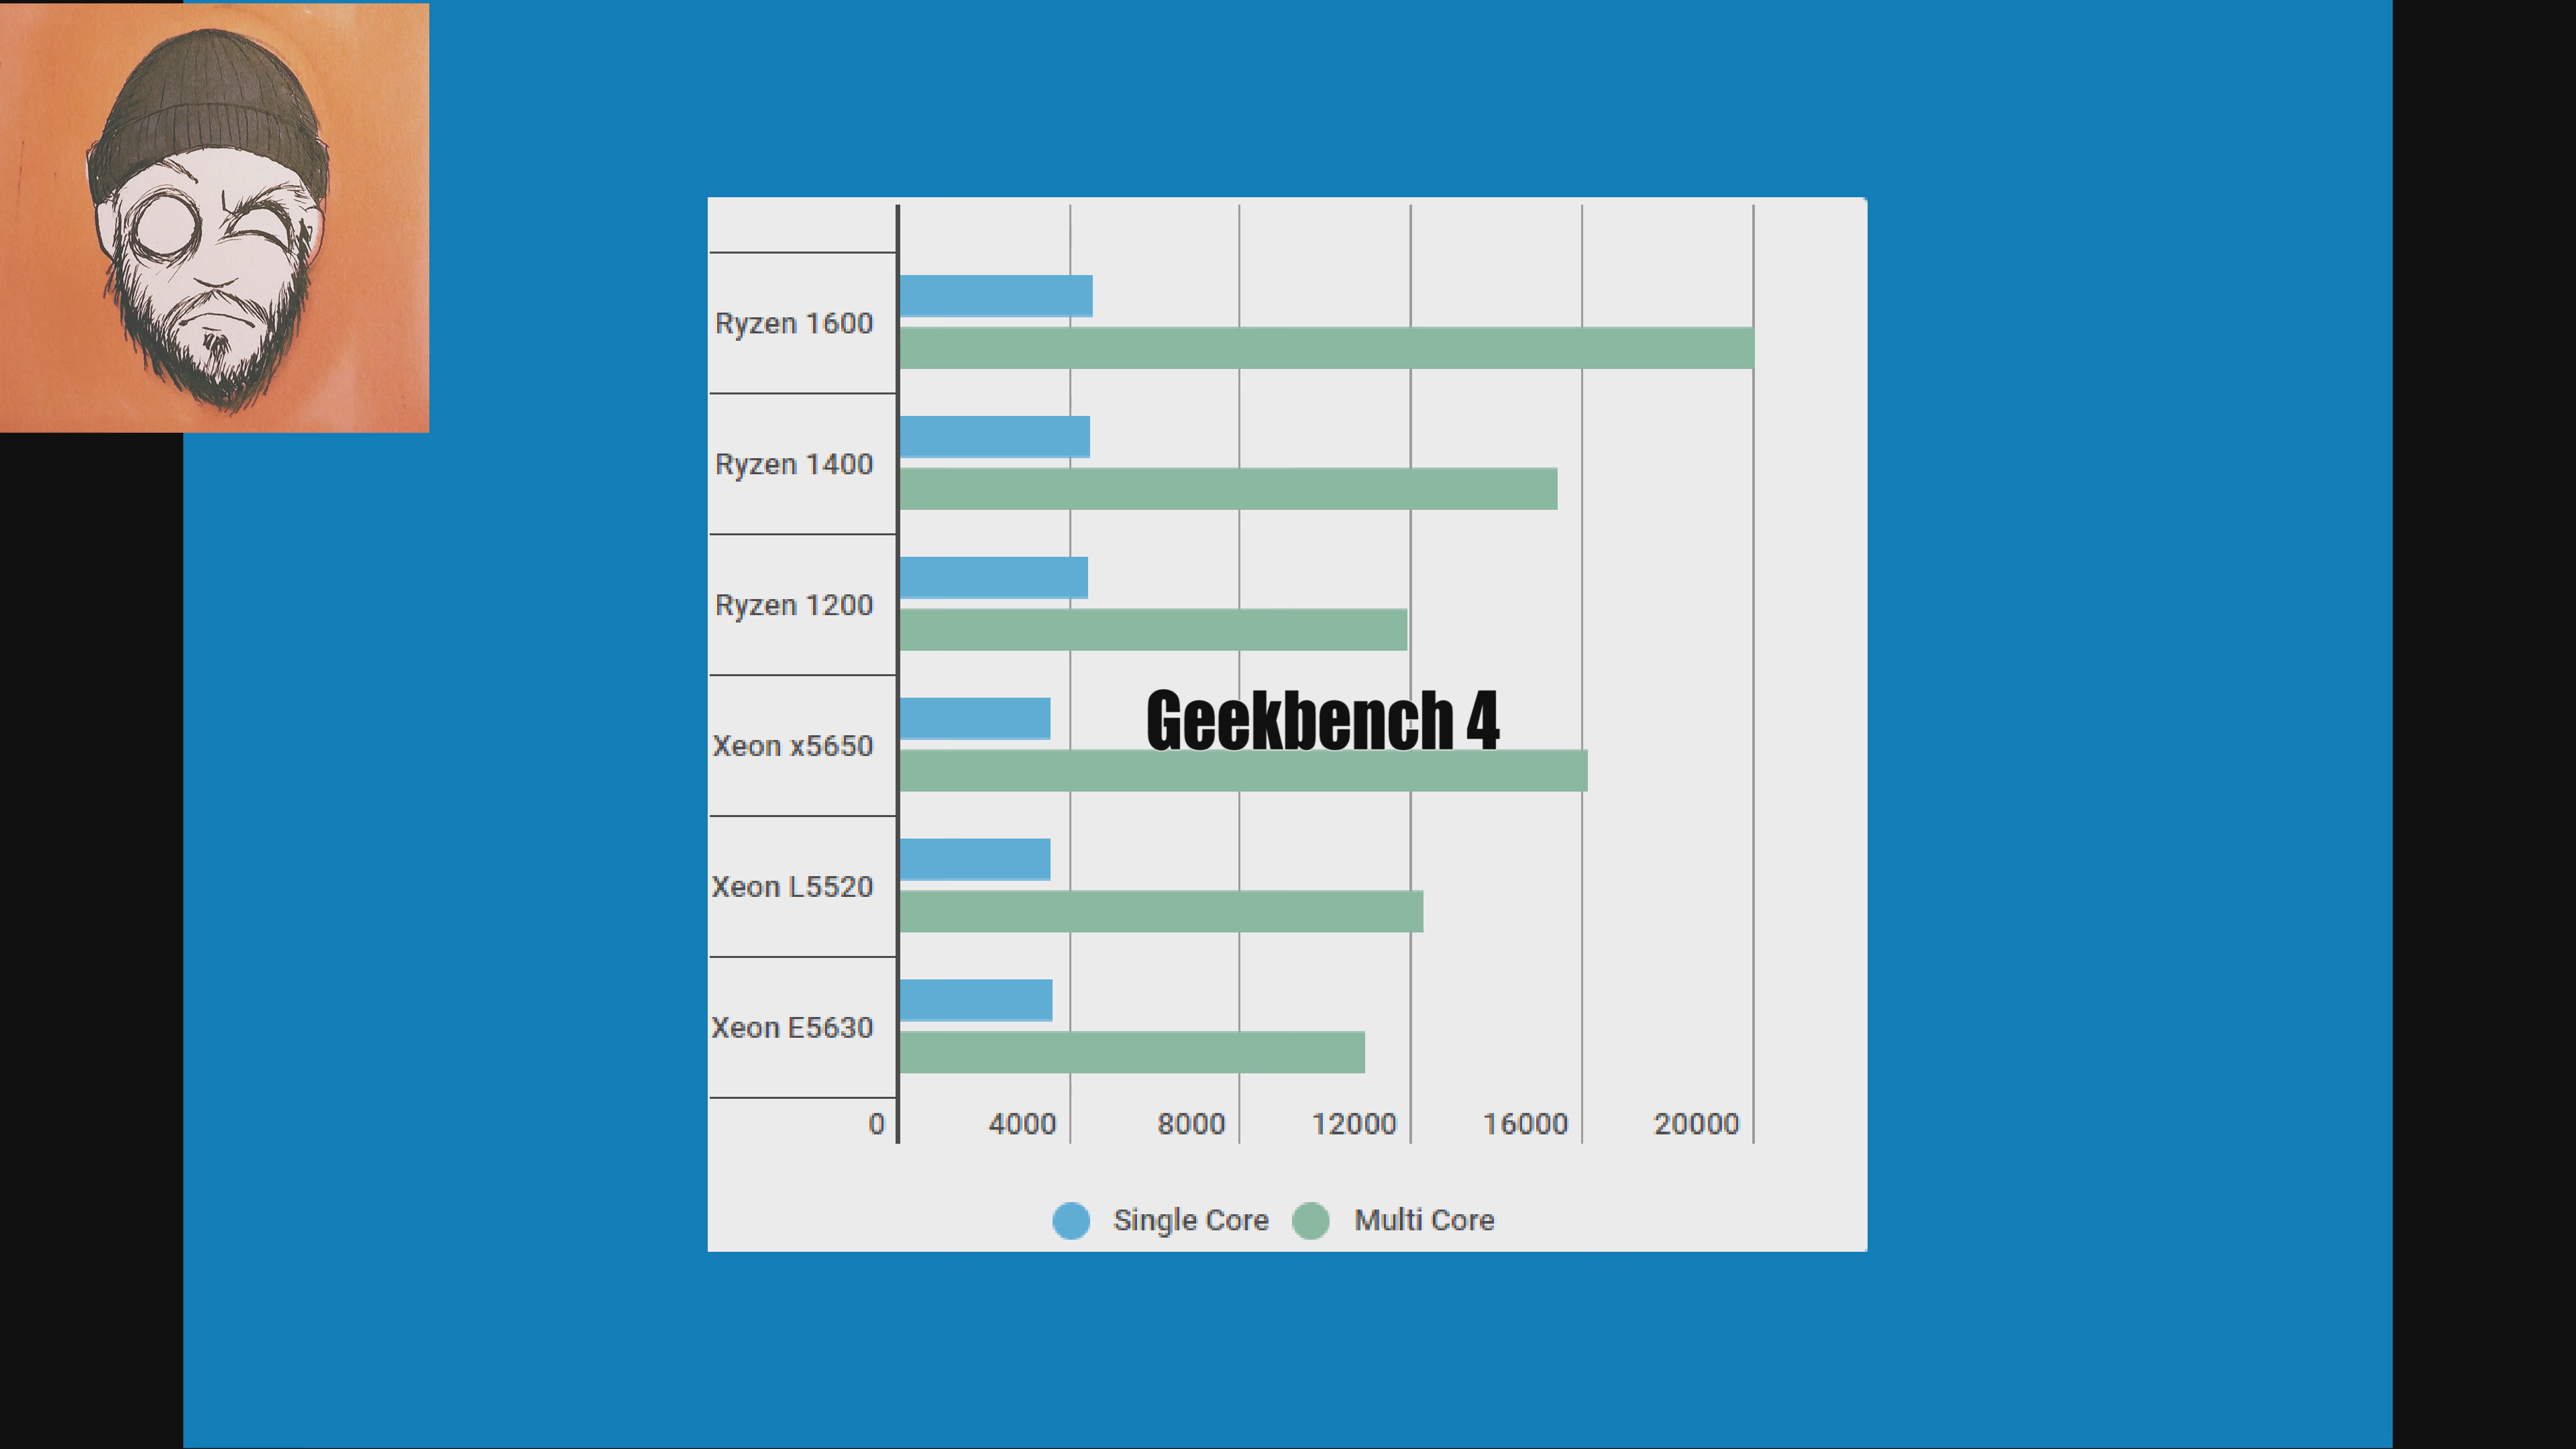 Ryzen 1600
Ryzen 1400
Ryzen 1200
Geekbench 4
Xeon x5650
Xeon L5520
Xeon E5630
0 4000 8000 12000 16000 20000
Single Core Multi Core